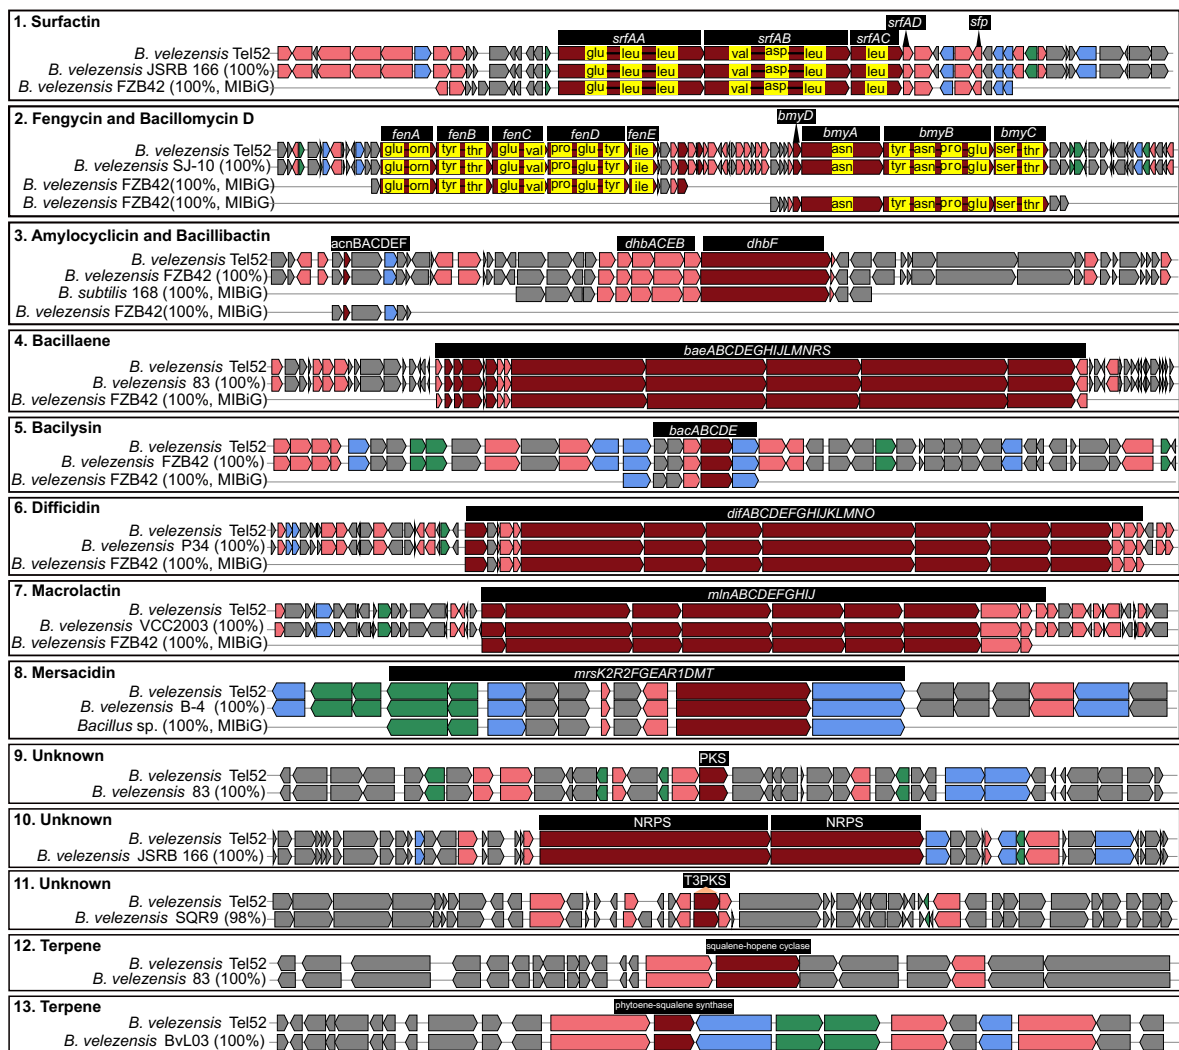 1. Surfactin
srfAD sfp
srfAA srfAB srfAC
B. velezensis Tel52 glu leu leu val asp leu leu
B. velezensis JSRB 166 (100%) glu leu leu val asp leu leu
B. velezensis FZB42 (100%, MIBiG) glu leu leu val asp leu leu
2. Fengycin and Bacillomycin D
bmyD
fenA fenB fenC fenD fenE bmyA bmyB bmyC
B. velezensis Tel52 glu orn tyr thr glu val pro glu tyr ile asn tyr asn pro glu ser thr
B. velezensis SJ-10 (100%) glu orn tyr thr glu val pro glu tyr ile asn tyr asn pro glu ser thr
B. velezensis FZB42(100%, MIBiG) glu orn tyr thr glu val pro glu tyr ile
B. velezensis FZB42(100%, MIBiG) asn tyr asn pro glu ser thr
3. Amylocyclicin and Bacillibactin
acnBACDEF dhbACEB dhbF
B. velezensis Tel52
B. velezensis FZB42 (100%)
B. subtilis 168 (100%, MIBiG)
B. velezensis FZB42(100%, MIBiG)
4. Bacillaene
baeABCDEGHIJLMNRS
B. velezensis Tel52
B. velezensis 83 (100%)
B. velezensis FZB42 (100%, MIBiG)
5. Bacilysin
bacABCDE
B. velezensis Tel52
B. velezensis FZB42 (100%)
B. velezensis FZB42 (100%, MIBiG)
6. Difficidin
difABCDEFGHIJKLMNO
B. velezensis Tel52
B. velezensis P34 (100%)
B. velezensis FZB42 (100%, MIBiG)
7. Macrolactin
mlnABCDEFGHIJ
B. velezensis Tel52
B. velezensis VCC2003 (100%)
B. velezensis FZB42 (100%, MIBiG)
8. Mersacidin
mrsK2R2FGEAR1DMT
B. velezensis Tel52
B. velezensis B-4 (100%)
Bacillus sp. (100%, MIBiG)
9. Unknown
PKS
B. velezensis Tel52
B. velezensis 83 (100%)
10. Unknown
NRPS NRPS
B. velezensis Tel52
B. velezensis JSRB 166 (100%)
11. Unknown
T3PKS
B. velezensis Tel52
B. velezensis SQR9 (98%)
12. Terpene
squalene-hopene cyclase
B. velezensis Tel52
B. velezensis 83 (100%)
13. Terpene
phytoene-squalene synthase
B. velezensis Tel52
B. velezensis BvL03 (100%)